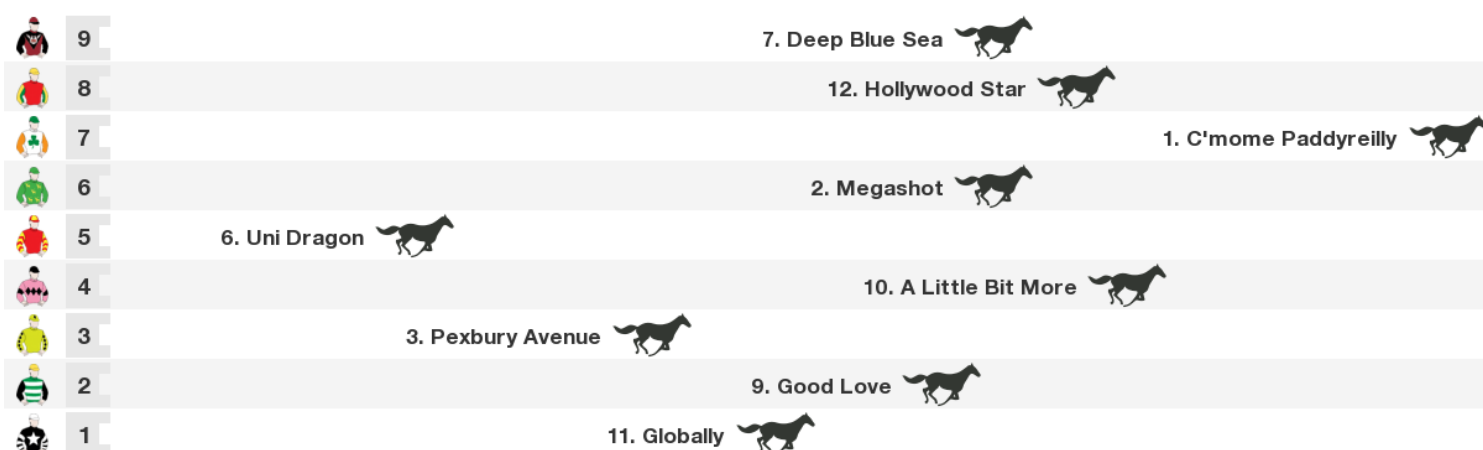 9 7. Deep Blue Sea
8 12. Hollywood Star
7 1. C'mome Paddyreilly
6 2. Megashot
5 6. Uni Dragon
4 10. A Little Bit More
3 3. Pexbury Avenue
2 9. Good Love
1 11. Globally